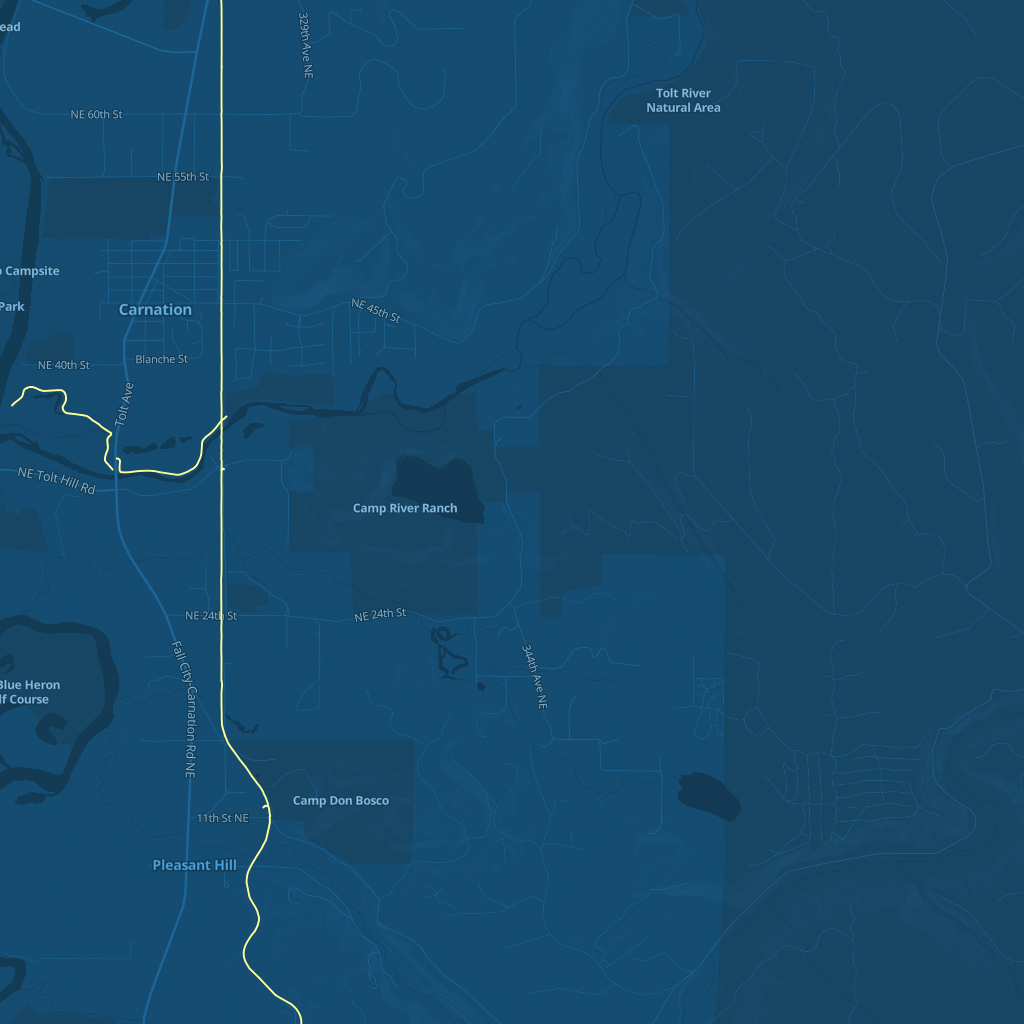 ead
329th Ave NE
Tolt River
Natural Area
NE 60th St
NE 55th St
Campsite
Park
Carnation
NE 45th St
Blanche St
NE 40th St
Tolt Ave
NE Tolt Hill Rd
Camp River Ranch
NE 24th St
NE 24th St
344th Ave NE
Fall City-Carnation Rd NE
Blue Heron
lf Course
Camp Don Bosco
11th St NE
Pleasant Hill